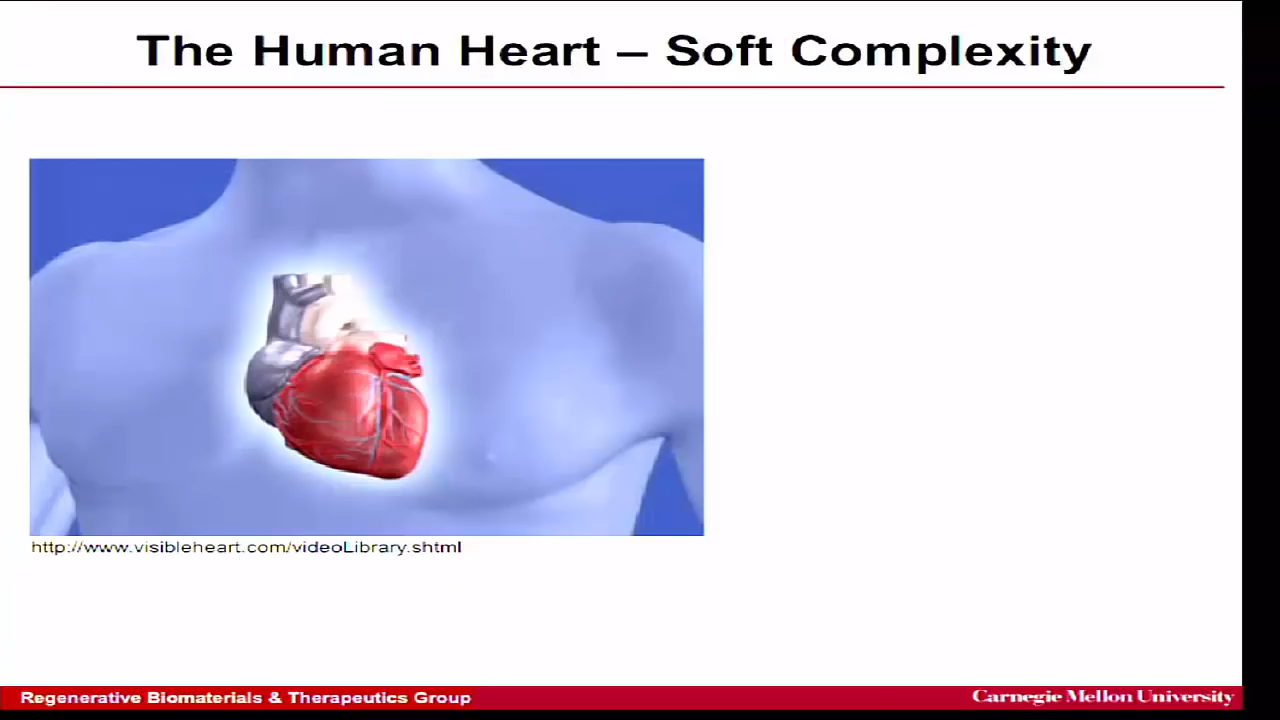 The Human Heart – Soft Complexity
http://www.visibleheart.com/videoLibrary.shtml
Regenerative Biomaterials & Therapeutics Group
Carnegie Mellon University